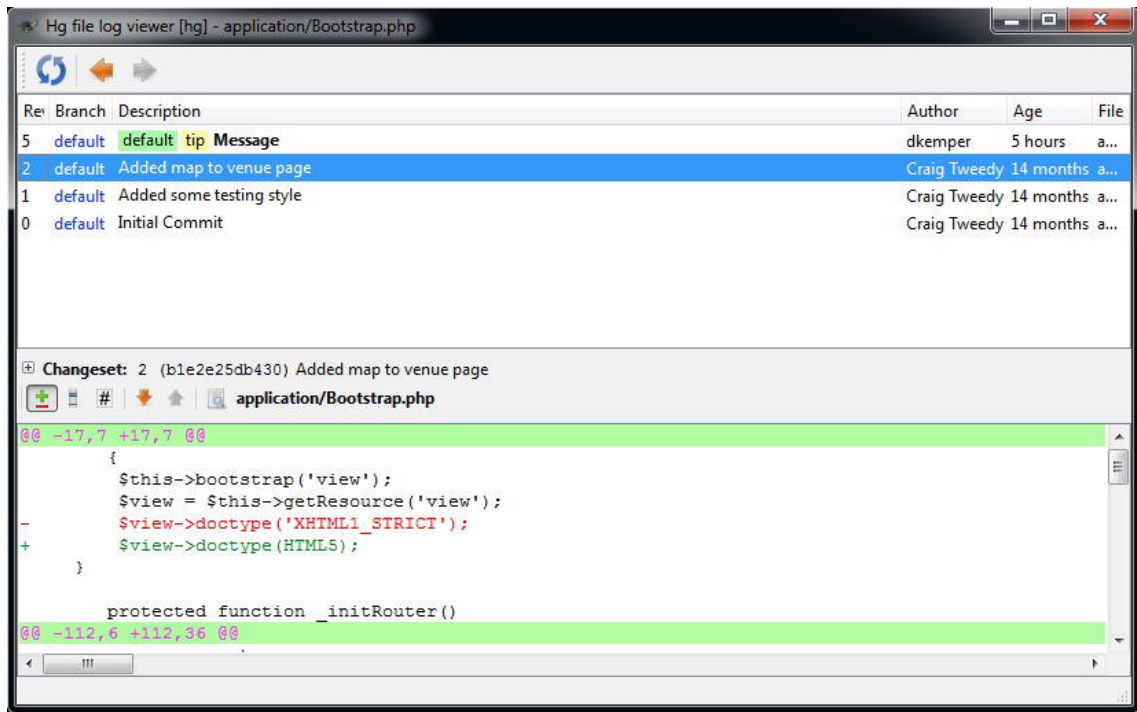 Hg file log viewer [hg] - application/Bootstrap.php
Rev Branch Description Author Age File
5 default default tip Message dkemper 5 hours a...
2 default Added map to venue page Craig Tweedy 14 months a...
1 default Added some testing style Craig Tweedy 14 months a...
0 default Initial Commit Craig Tweedy 14 months a...
Changeset: 2 (b1e2e25db430) Added map to venue page
# application/Bootstrap.php
@@ -17,7 +17,7 @@
{
$this->bootstrap('view');
$view = $this->getResource('view');
- $view->doctype('XHTML1_STRICT');
+ $view->doctype(HTML5);
}
protected function _initRouter()
@@ -112,6 +112,36 @@